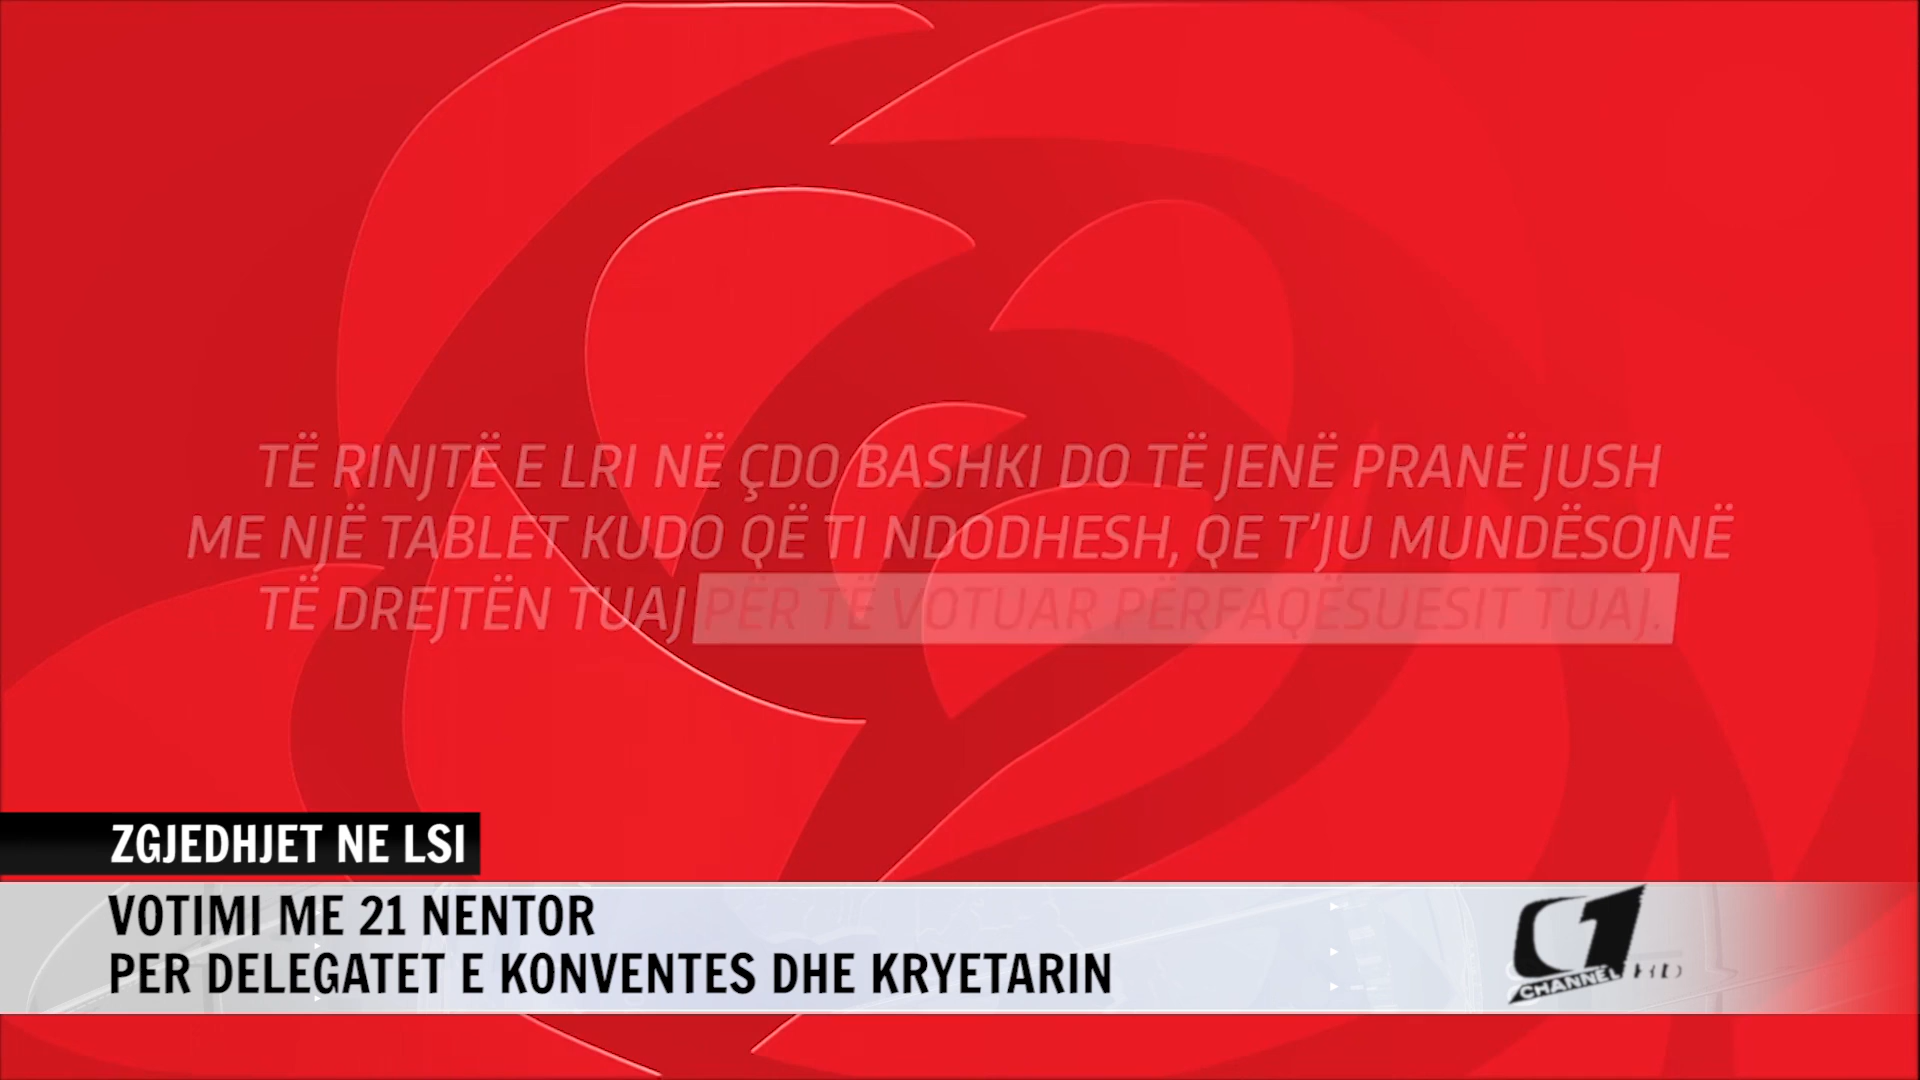 TË RINJTË E LRI NË ÇDO BASHKI DO TË JENË PRANË JUSH
ME NJË TABLET KUDO QË TI NDODHESH, QE T’JU MUNDËSOJNË
TË DREJTËN TUAJ PËR TË VOTUAR PËRFAQËSUESIT TUAJ.
ZGJEDHJET NE LSI
VOTIMI ME 21 NENTOR
PER DELEGATET E KONVENTES DHE KRYETARIN
C1
CHANNEL HD